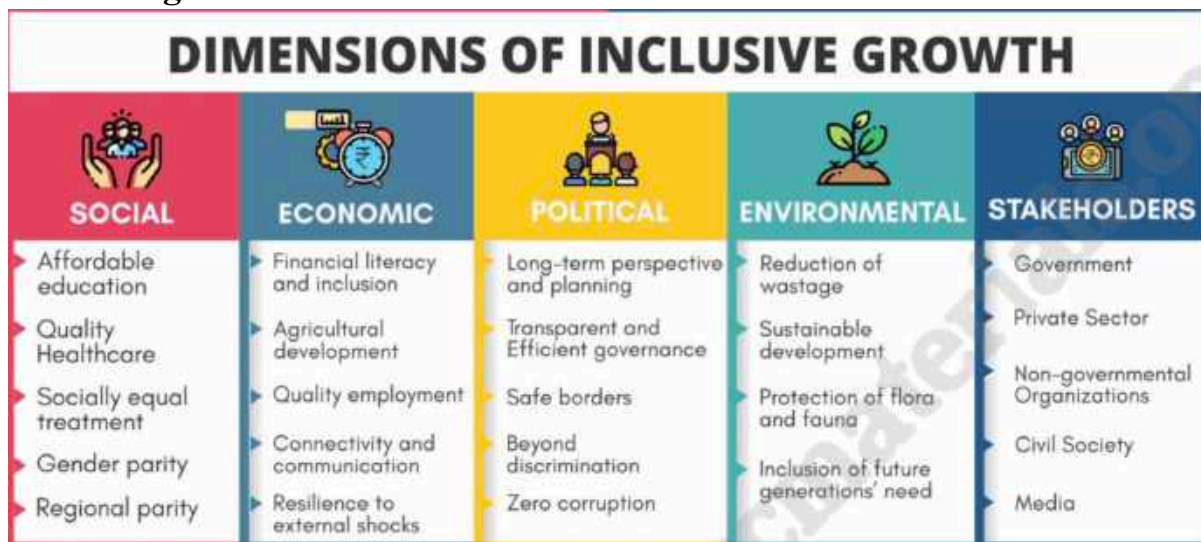 DIMENSIONS OF INCLUSIVE GROWTH
SOCIAL
Affordable
education
Quality
Healthcare
Socially equal
treatment
Gender parity
Regional parity
ECONOMIC
Financial literacy
and inclusion
Agricultural
development
Quality employment
Connectivity and
communication
Resilience to
external shocks
POLITICAL
Long-term perspective
and planning
Transparent and
Efficient governance
Safe borders
Beyond
discrimination
Zero corruption
ENVIRONMENTAL
Reduction of
wastage
Sustainable
development
Protection of flora
and fauna
Inclusion of future
generations' need
STAKEHOLDERS
Government
Private Sector
Non-governmental
Organizations
Civil Society
Media